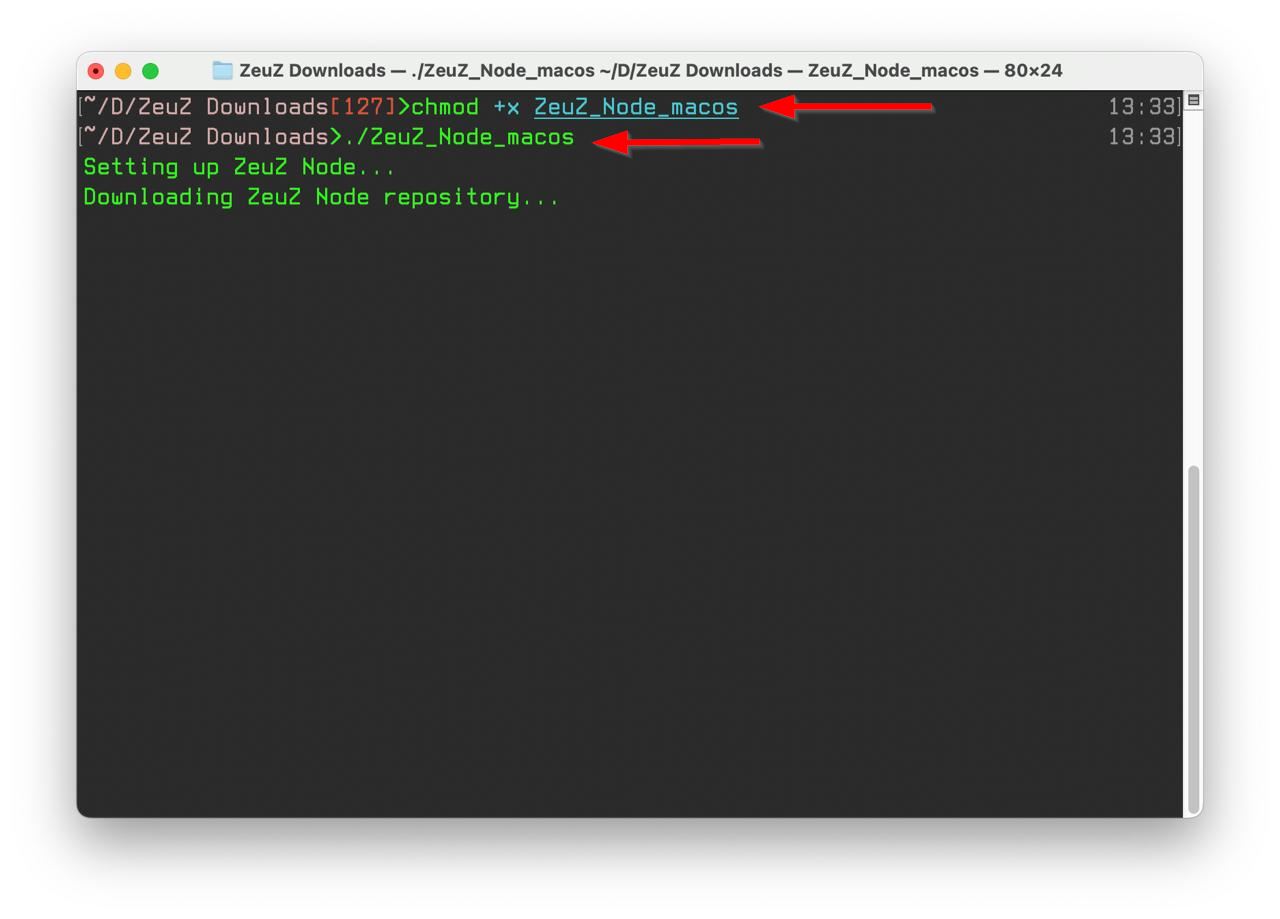 ZeuZ Downloads — ./ZeuZ_Node_macos ~/D/ZeuZ Downloads — ZeuZ_Node_macos — 80×24
[~/D/ZeuZ Downloads[127]>chmod +x ZeuZ_Node_macos 13:33]
[~/D/ZeuZ Downloads>./ZeuZ_Node_macos 13:33]
Setting up ZeuZ Node...
Downloading ZeuZ Node repository...